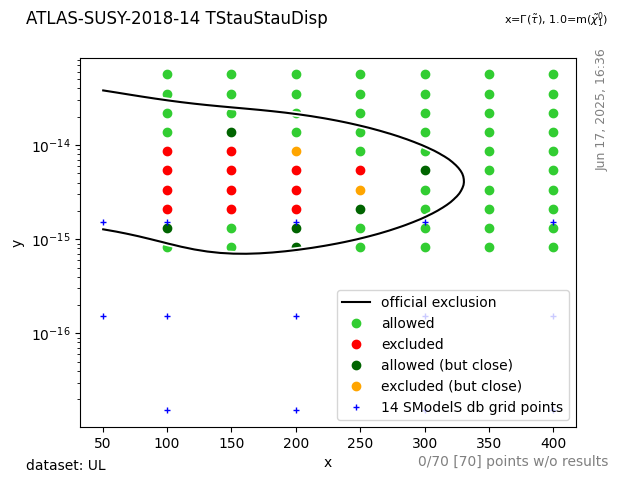 ATLAS-SUSY-2018-14 TStauStauDisp
x=Γ(τ̃), 1.0=m(χ̃₁⁰)
Jun 17, 2025, 16:36
y
10⁻¹⁴
10⁻¹⁵
10⁻¹⁶
official exclusion
allowed
excluded
allowed (but close)
excluded (but close)
14 SModelS db grid points
50 100 150 200 250 300 350 400
x
dataset: UL
0/70 [70] points w/o results